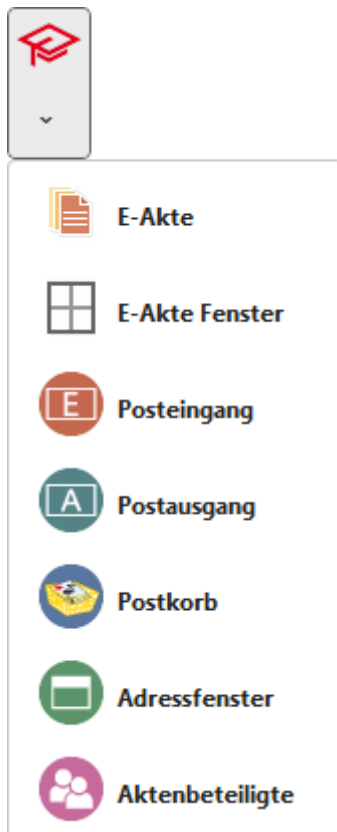 E-Akte
E-Akte Fenster
E
Posteingang
A
Postausgang
Postkorb
Adressfenster
Aktenbeteiligte